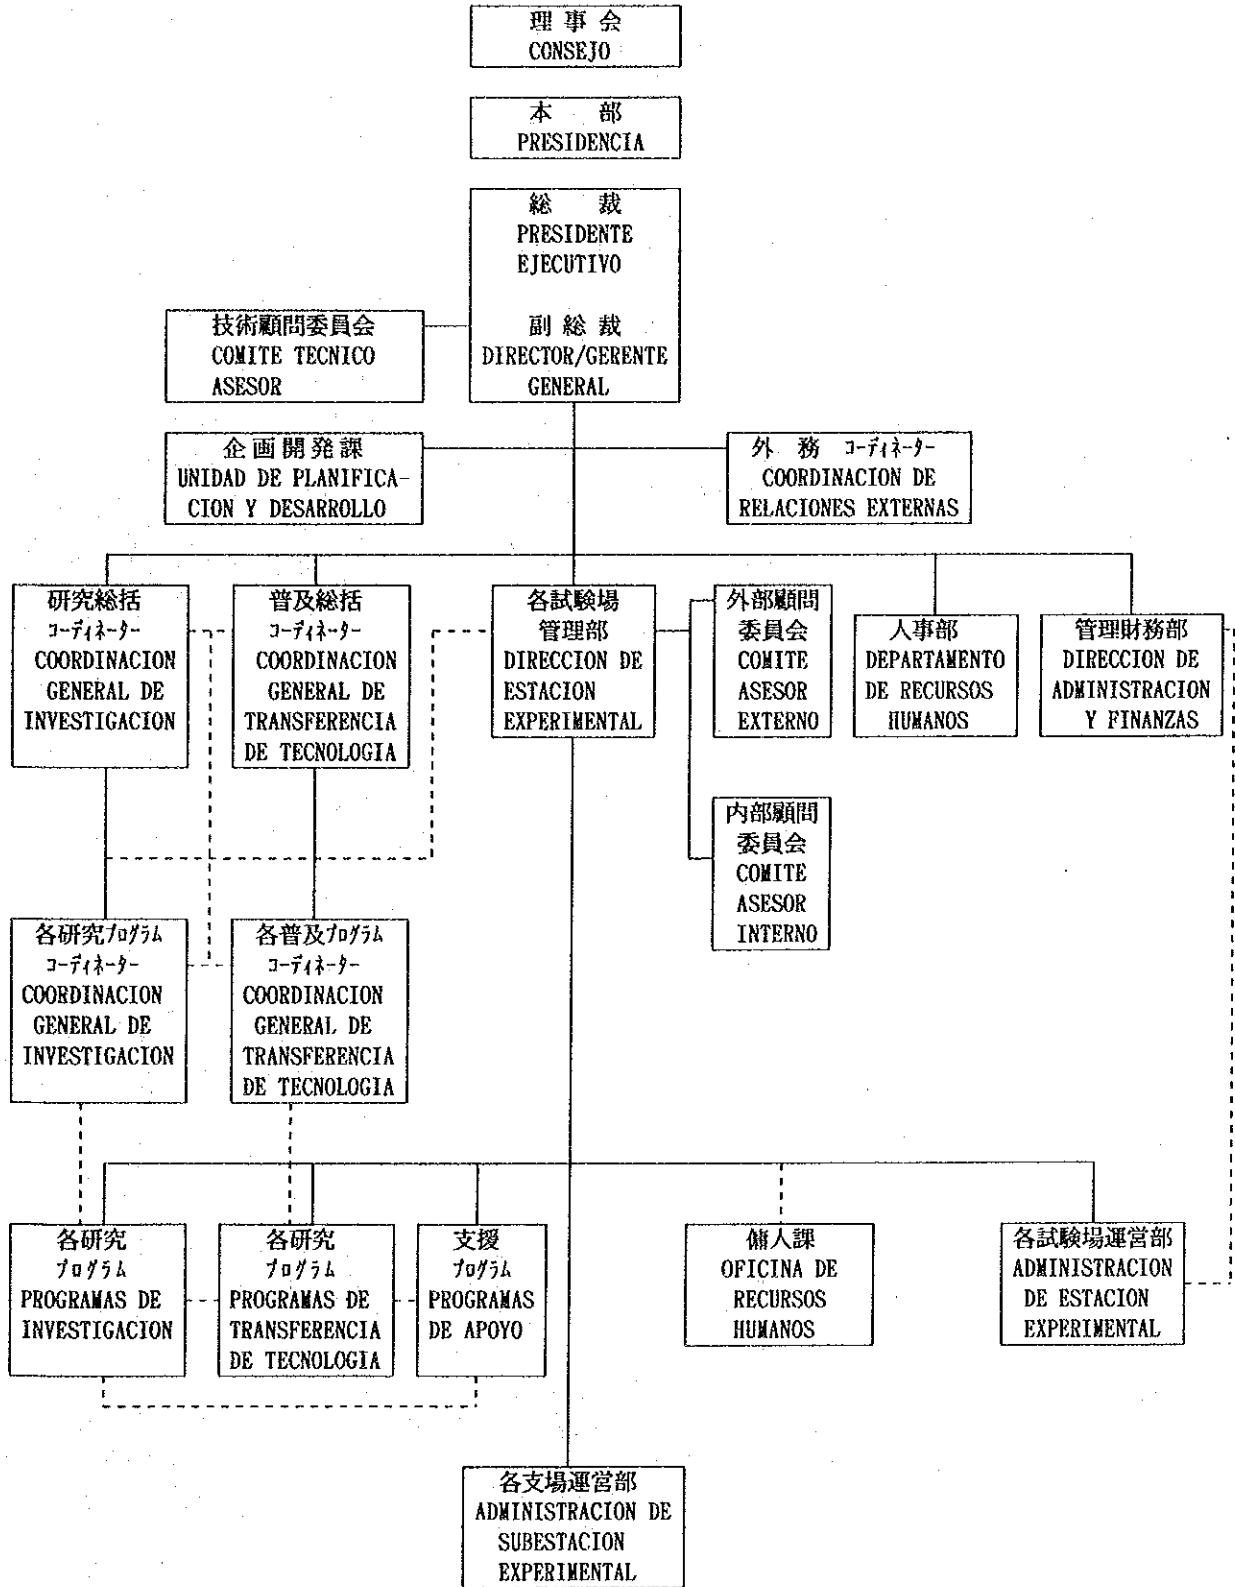 理事会
CONSEJO
本部
PRESIDENCIA
総裁
PRESIDENTE
EJECUTIVO
副総裁
DIRECTOR/GERENTE
GENERAL
技術顧問委員会
COMITE TECNICO
ASESOR
企画開発課
UNIDAD DE PLANIFICA-
CION Y DESARROLLO
外務 コーディネーター
COORDINACION DE
RELACIONES EXTERNAS
研究総括
コーディネーター
COORDINACION
GENERAL DE
INVESTIGACION
普及総括
コーディネーター
COORDINACION
GENERAL DE
TRANSFERENCIA
DE TECNOLOGIA
各試験場
管理部
DIRECCION DE
ESTACION
EXPERIMENTAL
外部顧問
委員会
COMITE
ASESOR
EXTERNO
人事部
DEPARTAMENTO
DE RECURSOS
HUMANOS
管理財務部
DIRECCION DE
ADMINISTRACION
Y FINANZAS
内部顧問
委員会
COMITE
ASESOR
INTERNO
各研究プログラム
コーディネーター
COORDINACION
GENERAL DE
INVESTIGACION
各普及プログラム
コーディネーター
COORDINACION
GENERAL DE
TRANSFERENCIA
DE TECNOLOGIA
各研究
プログラム
PROGRAMAS DE
INVESTIGACION
各研究
プログラム
PROGRAMAS DE
TRANSFERENCIA
DE TECNOLOGIA
支援
プログラム
PROGRAMAS
DE APOYO
傭人課
OFICINA DE
RECURSOS
HUMANOS
各試験場運営部
ADMINISTRACION
DE ESTACION
EXPERIMENTAL
各支場運営部
ADMINISTRACION DE
SUBESTACION
EXPERIMENTAL